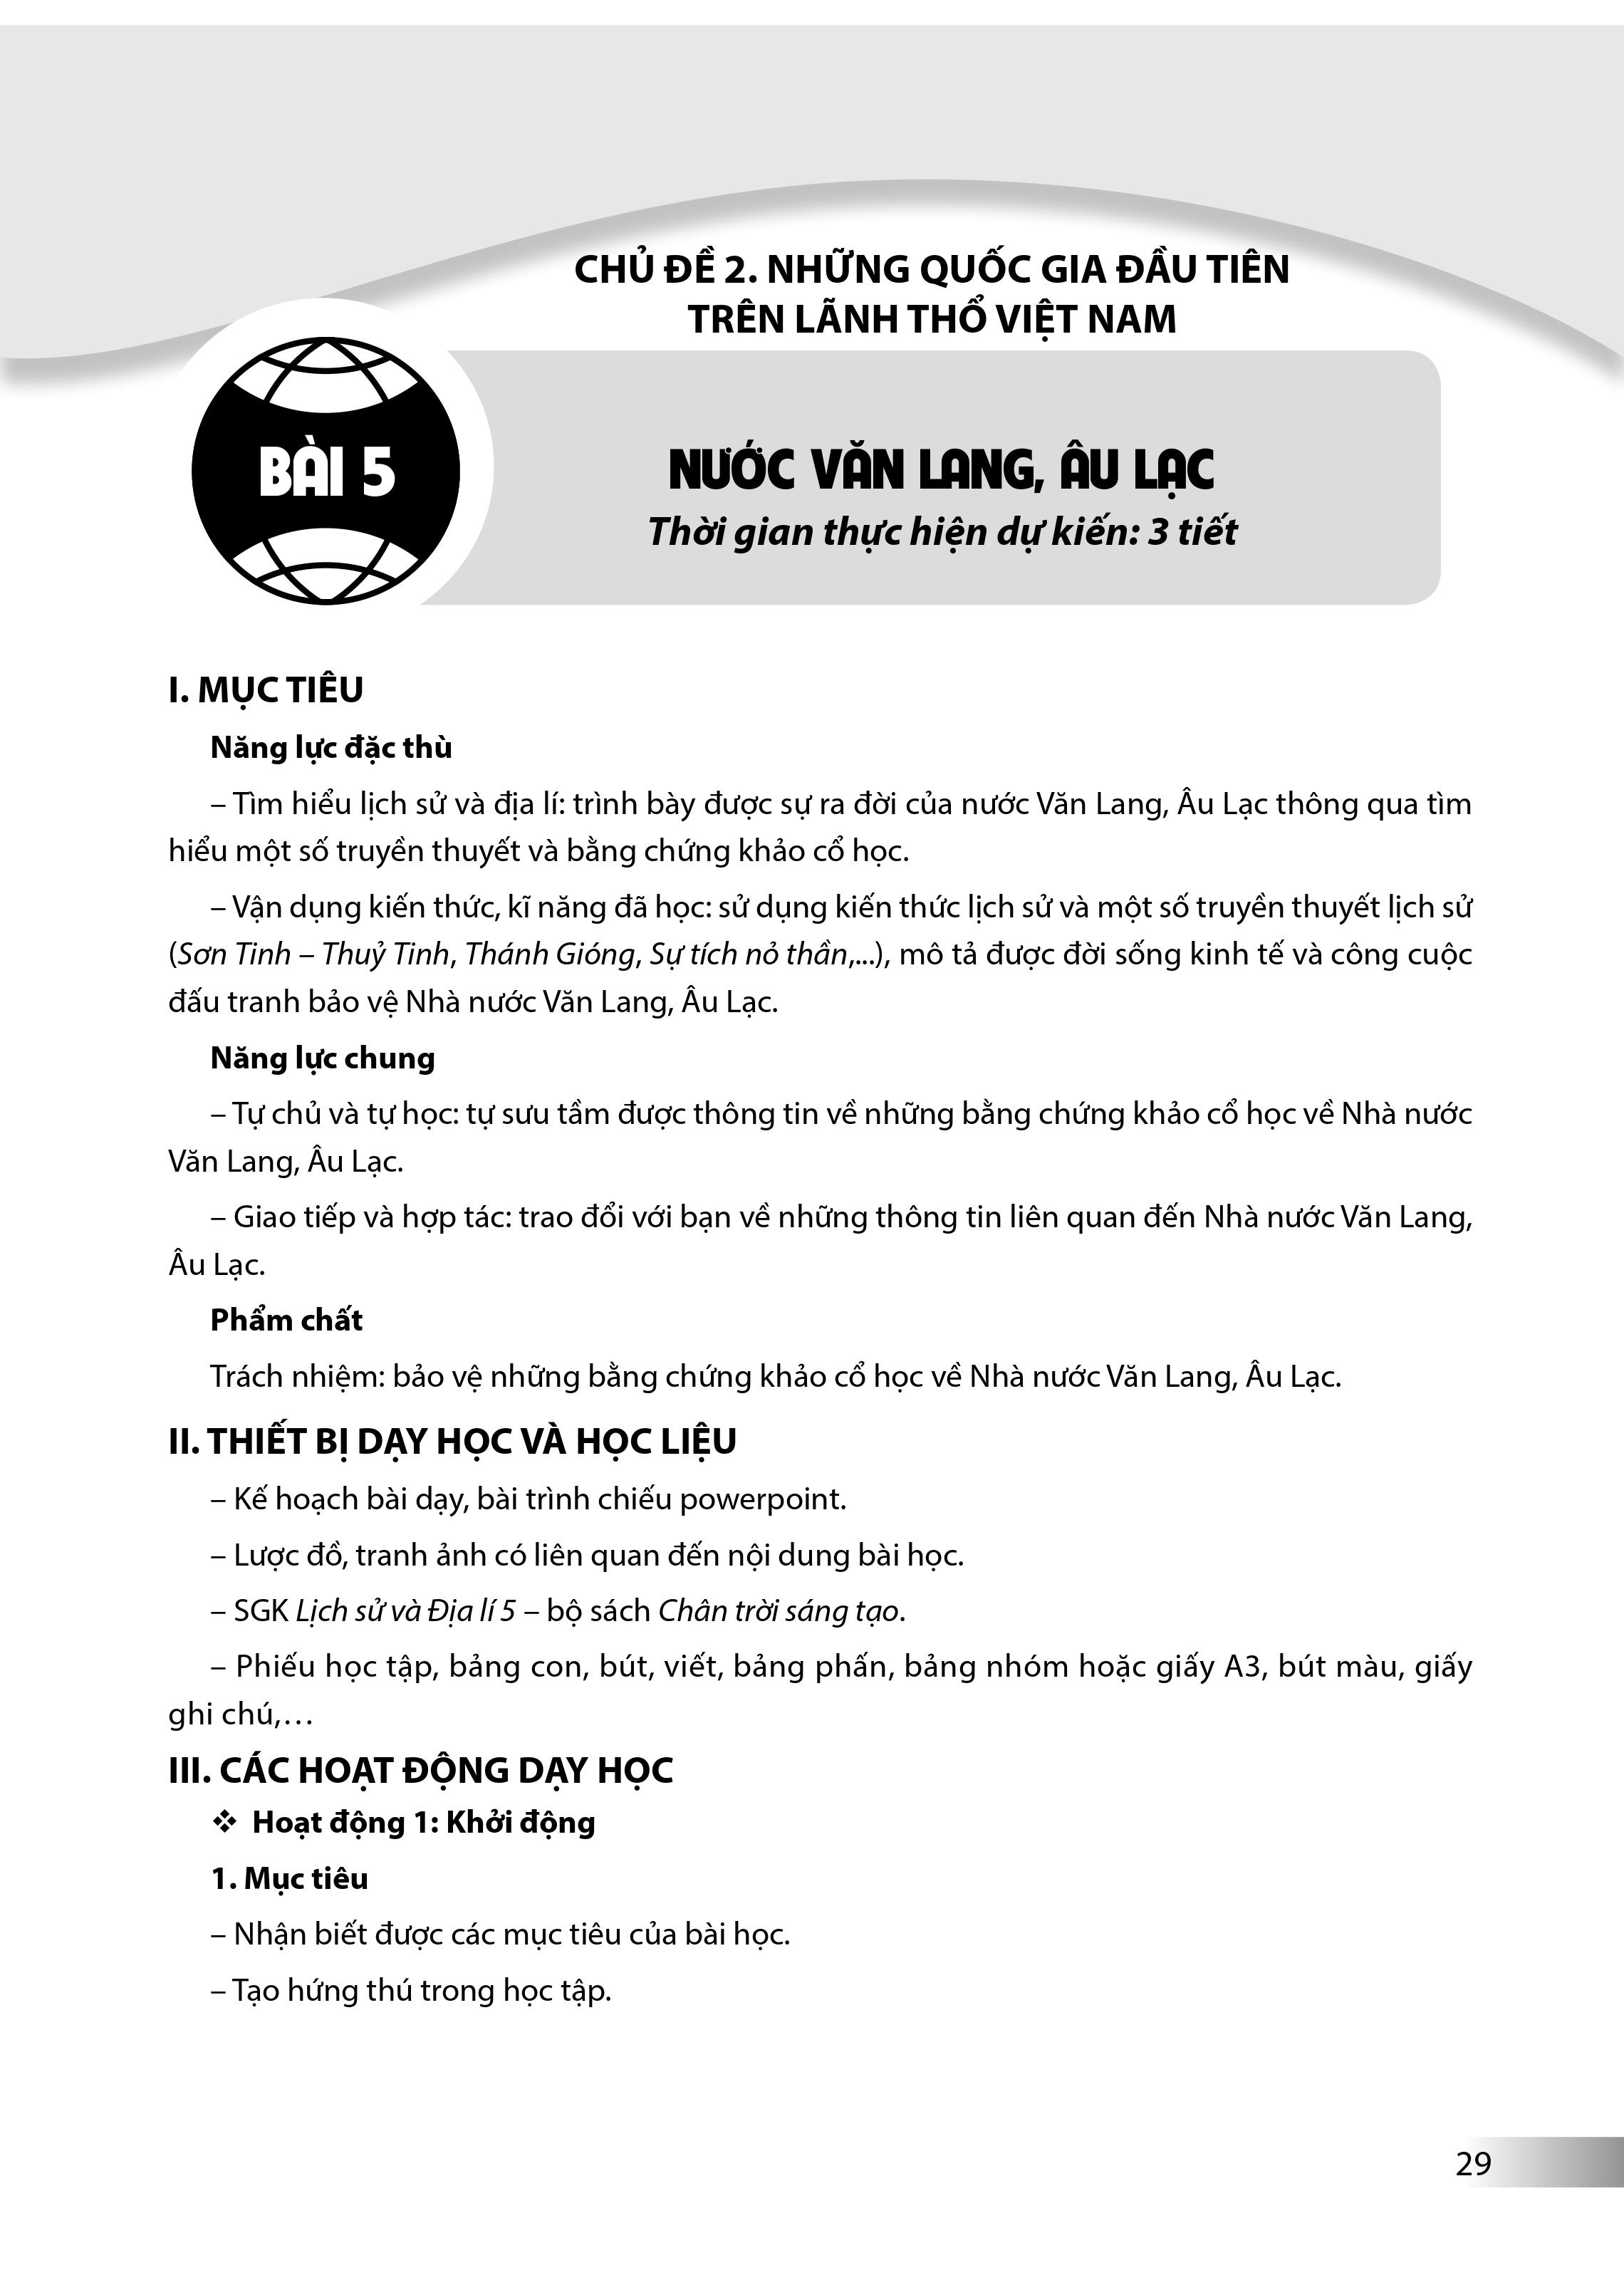 CHỦ ĐỀ 2. NHỮNG QUỐC GIA ĐẦU TIÊN
TRÊN LÃNH THỔ VIỆT NAM
BÀI 5
NƯỚC VĂN LANG, ÂU LẠC
Thời gian thực hiện dự kiến: 3 tiết
I. MỤC TIÊU
Năng lực đặc thù
– Tìm hiểu lịch sử và địa lí: trình bày được sự ra đời của nước Văn Lang, Âu Lạc thông qua tìm
hiểu một số truyền thuyết và bằng chứng khảo cổ học.
– Vận dụng kiến thức, kĩ năng đã học: sử dụng kiến thức lịch sử và một số truyền thuyết lịch sử
(Sơn Tinh – Thuỷ Tinh, Thánh Gióng, Sự tích nỏ thần,...), mô tả được đời sống kinh tế và công cuộc
đấu tranh bảo vệ Nhà nước Văn Lang, Âu Lạc.
Năng lực chung
– Tự chủ và tự học: tự sưu tầm được thông tin về những bằng chứng khảo cổ học về Nhà nước
Văn Lang, Âu Lạc.
– Giao tiếp và hợp tác: trao đổi với bạn về những thông tin liên quan đến Nhà nước Văn Lang,
Âu Lạc.
Phẩm chất
Trách nhiệm: bảo vệ những bằng chứng khảo cổ học về Nhà nước Văn Lang, Âu Lạc.
II. THIẾT BỊ DẠY HỌC VÀ HỌC LIỆU
– Kế hoạch bài dạy, bài trình chiếu powerpoint.
– Lược đồ, tranh ảnh có liên quan đến nội dung bài học.
– SGK Lịch sử và Địa lí 5 – bộ sách Chân trời sáng tạo.
– Phiếu học tập, bảng con, bút, viết, bảng phấn, bảng nhóm hoặc giấy A3, bút màu, giấy
ghi chú,…
III. CÁC HOẠT ĐỘNG DẠY HỌC
❖ Hoạt động 1: Khởi động
1. Mục tiêu
– Nhận biết được các mục tiêu của bài học.
– Tạo hứng thú trong học tập.
29